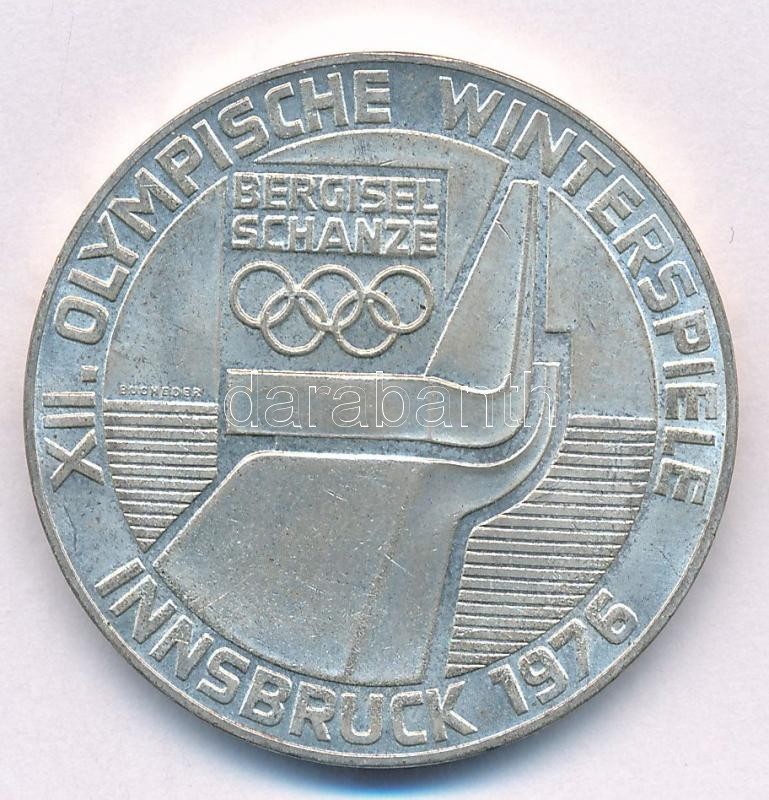 XII. OLYMPISCHE WINTERSPIELE
BERGISEL
SCHANZE
BUCHEDER
darabanth
INNSBRUCK 1976